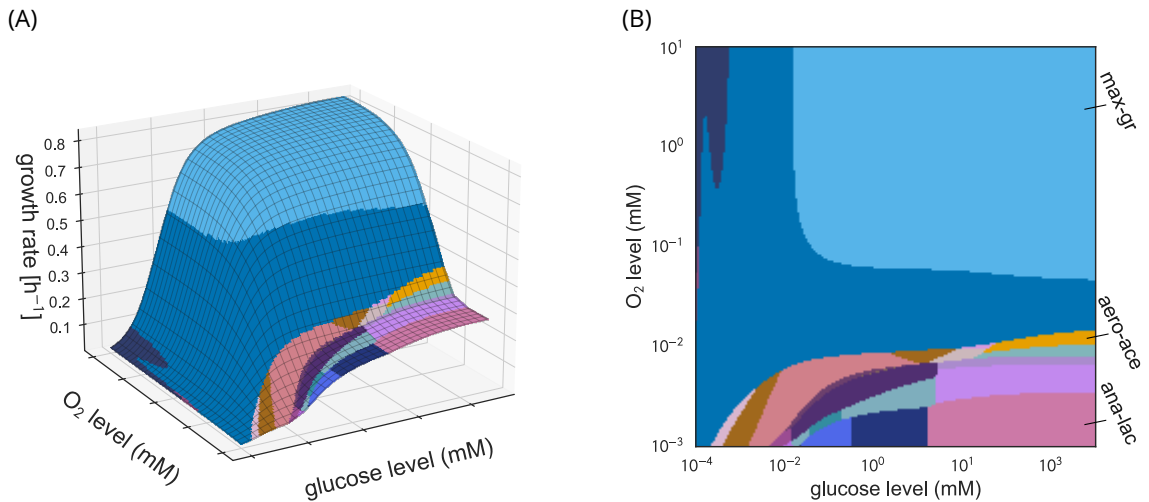 (A)
0.8
0.7
0.6
0.5
0.4
0.3
0.2
0.1
growth rate [h⁻¹]
O₂ level (mM)
glucose level (mM)
(B)
10¹
10⁰
10⁻¹
10⁻²
10⁻³
O₂ level (mM)
10⁻⁴
10⁻²
10⁰
10¹
10³
glucose level (mM)
max-gr
aero-ace
ana-lac